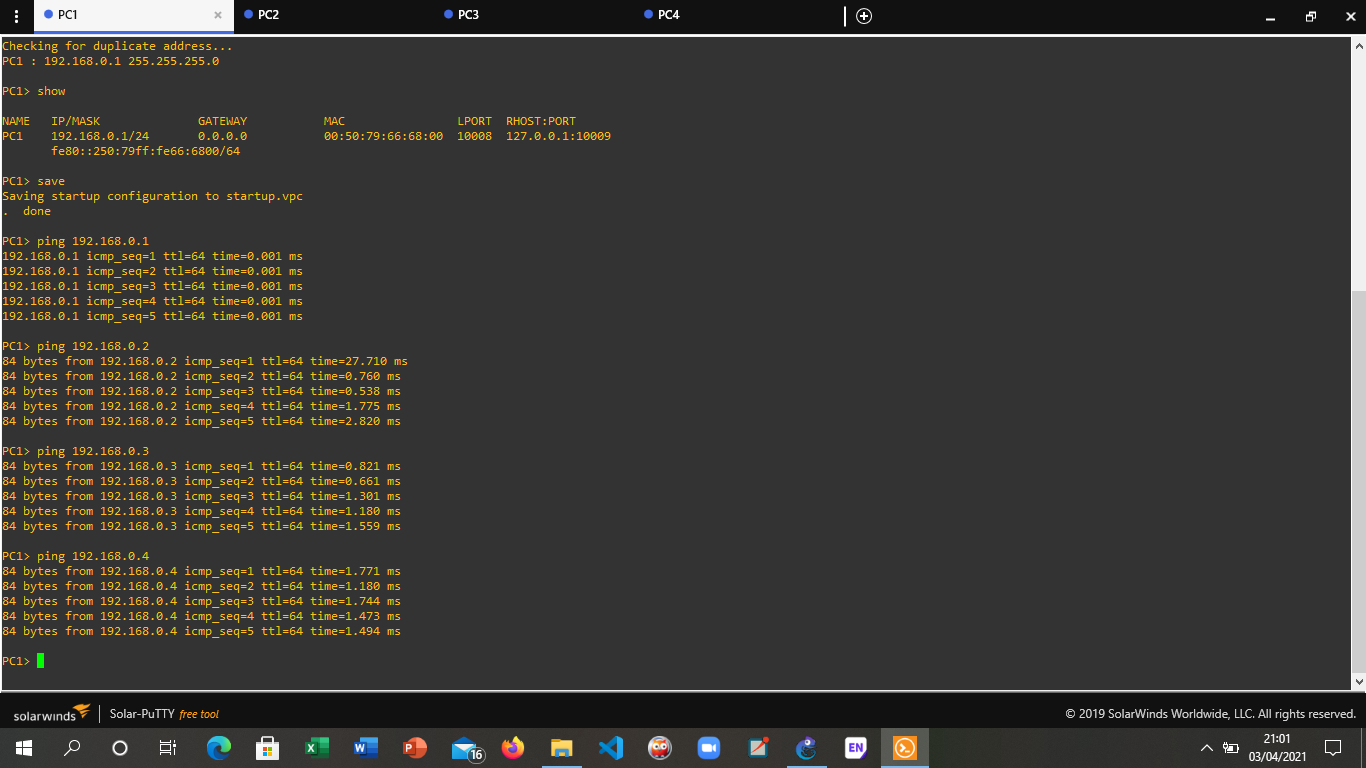 PC1 PC2 PC3 PC4
Checking for duplicate address...
PC1 : 192.168.0.1 255.255.255.0
PC1> show
NAME   IP/MASK              GATEWAY           MAC                LPORT  RHOST:PORT
PC1    192.168.0.1/24       0.0.0.0           00:50:79:66:68:00  10008  127.0.0.1:10009
       fe80::250:79ff:fe66:6800/64
PC1> save
Saving startup configuration to startup.vpc
.  done
PC1> ping 192.168.0.1
192.168.0.1 icmp_seq=1 ttl=64 time=0.001 ms
192.168.0.1 icmp_seq=2 ttl=64 time=0.001 ms
192.168.0.1 icmp_seq=3 ttl=64 time=0.001 ms
192.168.0.1 icmp_seq=4 ttl=64 time=0.001 ms
192.168.0.1 icmp_seq=5 ttl=64 time=0.001 ms
PC1> ping 192.168.0.2
84 bytes from 192.168.0.2 icmp_seq=1 ttl=64 time=27.710 ms
84 bytes from 192.168.0.2 icmp_seq=2 ttl=64 time=0.760 ms
84 bytes from 192.168.0.2 icmp_seq=3 ttl=64 time=0.538 ms
84 bytes from 192.168.0.2 icmp_seq=4 ttl=64 time=1.775 ms
84 bytes from 192.168.0.2 icmp_seq=5 ttl=64 time=2.820 ms
PC1> ping 192.168.0.3
84 bytes from 192.168.0.3 icmp_seq=1 ttl=64 time=0.821 ms
84 bytes from 192.168.0.3 icmp_seq=2 ttl=64 time=0.661 ms
84 bytes from 192.168.0.3 icmp_seq=3 ttl=64 time=1.301 ms
84 bytes from 192.168.0.3 icmp_seq=4 ttl=64 time=1.180 ms
84 bytes from 192.168.0.3 icmp_seq=5 ttl=64 time=1.559 ms
PC1> ping 192.168.0.4
84 bytes from 192.168.0.4 icmp_seq=1 ttl=64 time=1.771 ms
84 bytes from 192.168.0.4 icmp_seq=2 ttl=64 time=1.180 ms
84 bytes from 192.168.0.4 icmp_seq=3 ttl=64 time=1.744 ms
84 bytes from 192.168.0.4 icmp_seq=4 ttl=64 time=1.473 ms
84 bytes from 192.168.0.4 icmp_seq=5 ttl=64 time=1.494 ms
PC1>
solarwinds Solar-PuTTY free tool © 2019 SolarWinds Worldwide, LLC. All rights reserved.
16 EN 21:01
03/04/2021